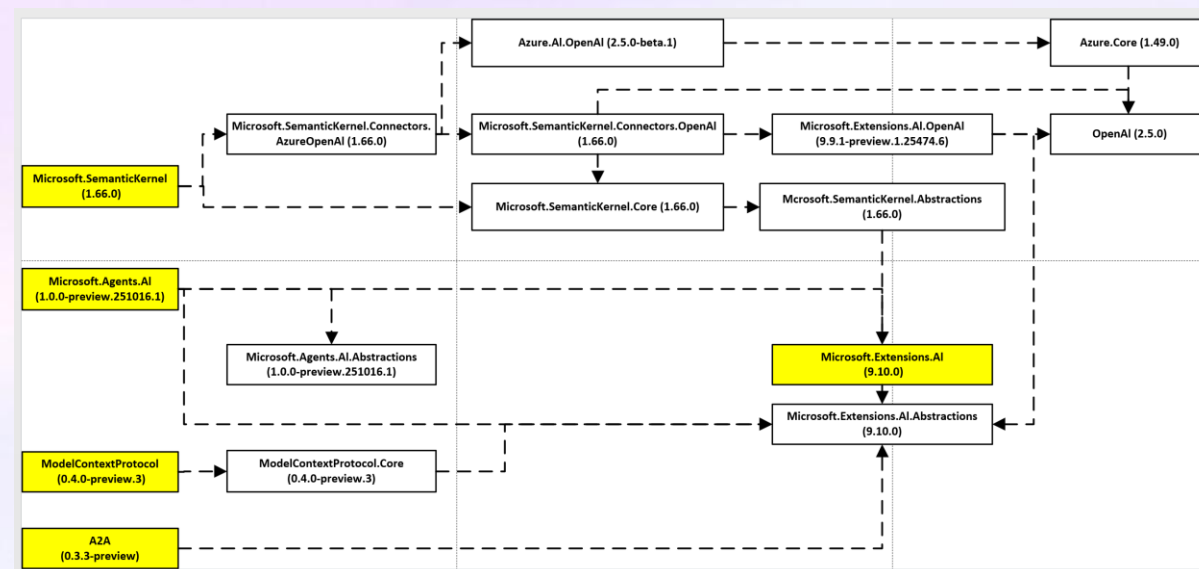 Azure.AI.OpenAI (2.5.0-beta.1)
Azure.Core (1.49.0)
Microsoft.SemanticKernel.Connectors.
AzureOpenAI (1.66.0)
Microsoft.SemanticKernel.Connectors.OpenAI
(1.66.0)
Microsoft.Extensions.AI.OpenAI
(9.9.1-preview.1.25474.6)
OpenAI (2.5.0)
Microsoft.SemanticKernel
(1.66.0)
Microsoft.SemanticKernel.Core (1.66.0)
Mcrosoft.SemanticKernel.Abstractions
(1.66.0)
Microsoft.Agents.AI
(1.0.0-preview.251016.1)
Microsoft.Agents.AI.Abstractions
(1.0.0-preview.251016.1)
Microsoft.Extensions.AI
(9.10.0)
Microsoft.Extensions.AI.Abstractions
(9.10.0)
ModelContextProtocol
(0.4.0-preview.3)
ModelContextProtocol.Core
(0.4.0-preview.3)
A2A
(0.3.3-preview)